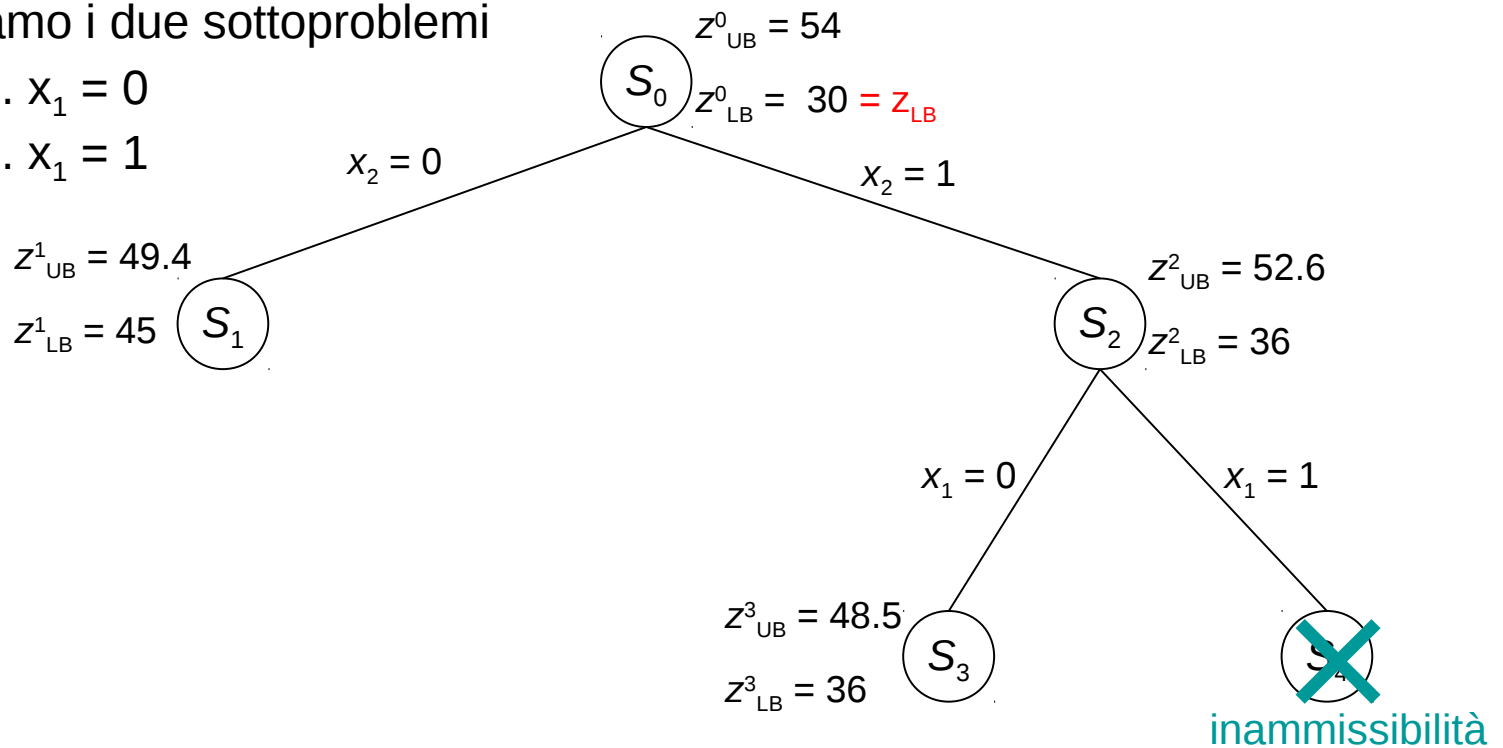 amo i due sottoproblemi
. x₁ = 0
. x₁ = 1
z⁰UB = 54
S₀
z⁰LB = 30 = zLB
x₂ = 0
x₂ = 1
z¹UB = 49.4
z¹LB = 45
S₁
z²UB = 52.6
S₂
z²LB = 36
x₁ = 0
x₁ = 1
z³UB = 48.5
z³LB = 36
S₃
S₄
inammissibilità